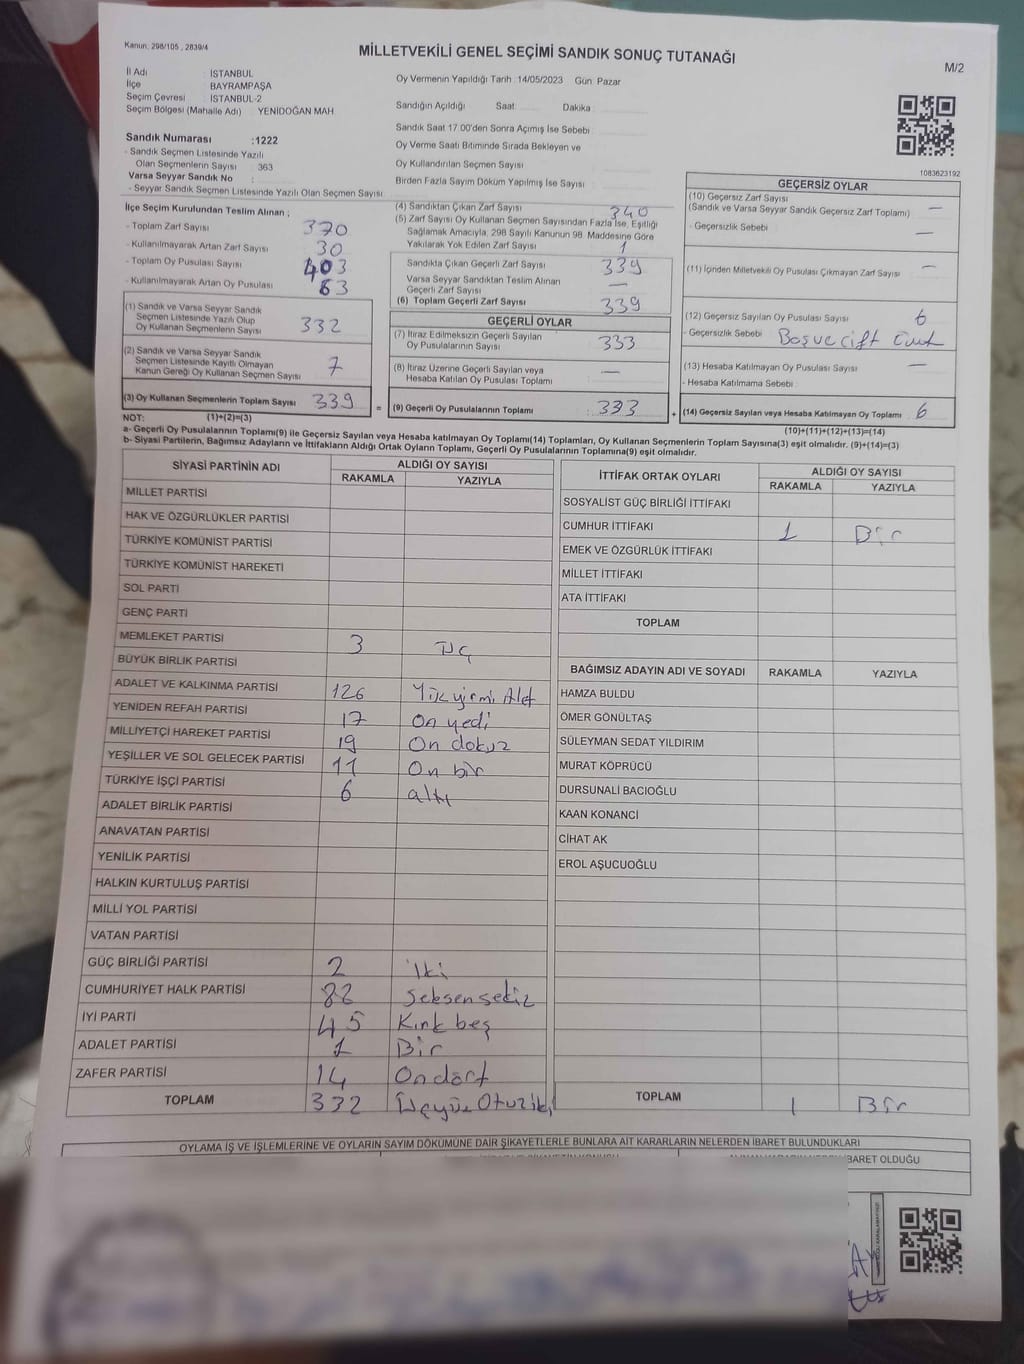 Kanun: 298/105 , 2839/4
MİLLETVEKİLİ GENEL SEÇİMİ SANDIK SONUÇ TUTANAĞI
M/2
İl Adı : İSTANBUL
İlçe : BAYRAMPAŞA
Seçim Çevresi : İSTANBUL-2
Seçim Bölgesi (Mahalle Adı) YENİDOĞAN MAH
Sandık Numarası :1222
- Sandık Seçmen Listesinde Yazılı
Olan Seçmenlerin Sayısı : 363
Varsa Seyyar Sandık No :
- Seyyar Sandık Seçmen Listesinde Yazılı Olan Seçmen Sayısı
Oy Vermenin Yapıldığı Tarih :14/05/2023 Gün: Pazar
Sandığın Açıldığı Saat: Dakika:
Sandık Saat 17.00'den Sonra Açımış İse Sebebi :
Oy Verme Saati Bitiminde Sırada Bekleyen ve
Oy Kullandırılan Seçmen Sayısı :
Birden Fazla Sayım Döküm Yapılmış İse Sayısı :
1083623192
İlçe Seçim Kurulundan Teslim Alınan ;
- Toplam Zarf Sayısı : 370
- Kullanılmayarak Artan Zarf Sayısı : 30
- Toplam Oy Pusulası Sayısı : 403
- Kullanılmayarak Artan Oy Pusulası : 63
(1) Sandık ve Varsa Seyyar Sandık
Seçmen Listesinde Yazılı Olup
Oy Kullanan Seçmenlerin Sayısı : 332
(2) Sandık ve Varsa Seyyar Sandık
Seçmen Listesinde Kayıtlı Olmayan
Kanun Gereği Oy Kullanan Seçmen Sayısı : 7
(3) Oy Kullanan Seçmenlerin Toplam Sayısı : 339
(4) Sandıktan Çıkan Zarf Sayısı : 340
(5) Zarf Sayısı Oy Kullanan Seçmen Sayısından Fazla İse, Eşitliği
Sağlamak Amacıyla, 298 Sayılı Kanunun 98. Maddesine Göre
Yakılarak Yok Edilen Zarf Sayısı : 1
Sandıkta Çıkan Geçerli Zarf Sayısı : 339
Varsa Seyyar Sandıktan Teslim Alınan
Geçerli Zarf Sayısı : —
(6) Toplam Geçerli Zarf Sayısı : 339
GEÇERLİ OYLAR
(7) İtiraz Edilmeksizin Geçerli Sayılan
Oy Pusulalarının Sayısı : 333
(8) İtiraz Üzerine Geçerli Sayılan veya
Hesaba Katılan Oy Pusulası Toplamı : —
= (9) Geçerli Oy Pusulalarının Toplamı : 333
GEÇERSİZ OYLAR
(10) Geçersiz Zarf Sayısı : —
(Sandık ve Varsa Seyyar Sandık Geçersiz Zarf Toplamı)
- Geçersizlik Sebebi : —
(11) İçinden Milletvekili Oy Pusulası Çıkmayan Zarf Sayısı : —
(12) Geçersiz Sayılan Oy Pusulası Sayısı : 6
- Geçersizlik Sebebi : Boş ve çift
(13) Hesaba Katılmayan Oy Pusulası Sayısı : —
- Hesaba Katılmama Sebebi :
+ (14) Geçersiz Sayılan veya Hesaba Katılmayan Oy Toplamı : 6
NOT: (1)+(2)=(3)
(10)+(11)+(12)+(13)=(14)
a- Geçerli Oy Pusulalarının Toplamı(9) ile Geçersiz Sayılan veya Hesaba katılmayan Oy Toplamı(14) Toplamları, Oy Kullanan Seçmenlerin Toplam Sayısına(3) eşit olmalıdır. (9)+(14)=(3)
b- Siyasi Partilerin, Bağımsız Adayların ve İttifakların Aldığı Ortak Oyların Toplamı, Geçerli Oy Pusulalarının Toplamına(9) eşit olmalıdır.
SİYASİ PARTİNİN ADI ALDIĞI OY SAYISI
RAKAMLA YAZIYLA
MİLLET PARTİSİ
HAK VE ÖZGÜRLÜKLER PARTİSİ
TÜRKİYE KOMÜNİST PARTİSİ
TÜRKİYE KOMÜNİST HAREKETİ
SOL PARTİ
GENÇ PARTİ
MEMLEKET PARTİSİ 3 Üç
BÜYÜK BİRLİK PARTİSİ
ADALET VE KALKINMA PARTİSİ 126 Yüz yirmi Altı
YENİDEN REFAH PARTİSİ 17 On yedi
MİLLİYETÇİ HAREKET PARTİSİ 19 On dokuz
YEŞİLLER VE SOL GELECEK PARTİSİ 11 On bir
TÜRKİYE İŞÇİ PARTİSİ 6 altı
ADALET BİRLİK PARTİSİ
ANAVATAN PARTİSİ
YENİLİK PARTİSİ
HALKIN KURTULUŞ PARTİSİ
MİLLİ YOL PARTİSİ
VATAN PARTİSİ
GÜÇ BİRLİĞİ PARTİSİ 2 İki
CUMHURİYET HALK PARTİSİ 88 Seksen sekiz
İYİ PARTİ 45 Kırk beş
ADALET PARTİSİ 1 Bir
ZAFER PARTİSİ 14 On dört
TOPLAM 332 Üçyüz Otuziki
İTTİFAK ORTAK OYLARI ALDIĞI OY SAYISI
RAKAMLA YAZIYLA
SOSYALİST GÜÇ BİRLİĞİ İTTİFAKI
CUMHUR İTTİFAKI 1 Bir
EMEK VE ÖZGÜRLÜK İTTİFAKI
MİLLET İTTİFAKI
ATA İTTİFAKI
TOPLAM
BAĞIMSIZ ADAYIN ADI VE SOYADI RAKAMLA YAZIYLA
HAMZA BULDU
ÖMER GÖNÜLTAŞ
SÜLEYMAN SEDAT YILDIRIM
MURAT KÖPRÜCÜ
DURSUNALİ BACIOĞLU
KAAN KONANCİ
CİHAT AK
EROL AŞUCUOĞLU
TOPLAM 1 Bir
OYLAMA İŞ VE İŞLEMLERİNE VE OYLARIN SAYIM DÖKÜMÜNE DAİR ŞİKAYETLERLE BUNLARA AİT KARARLARIN NELERDEN İBARET BULUNDUKLARI
BARET OLDUĞU